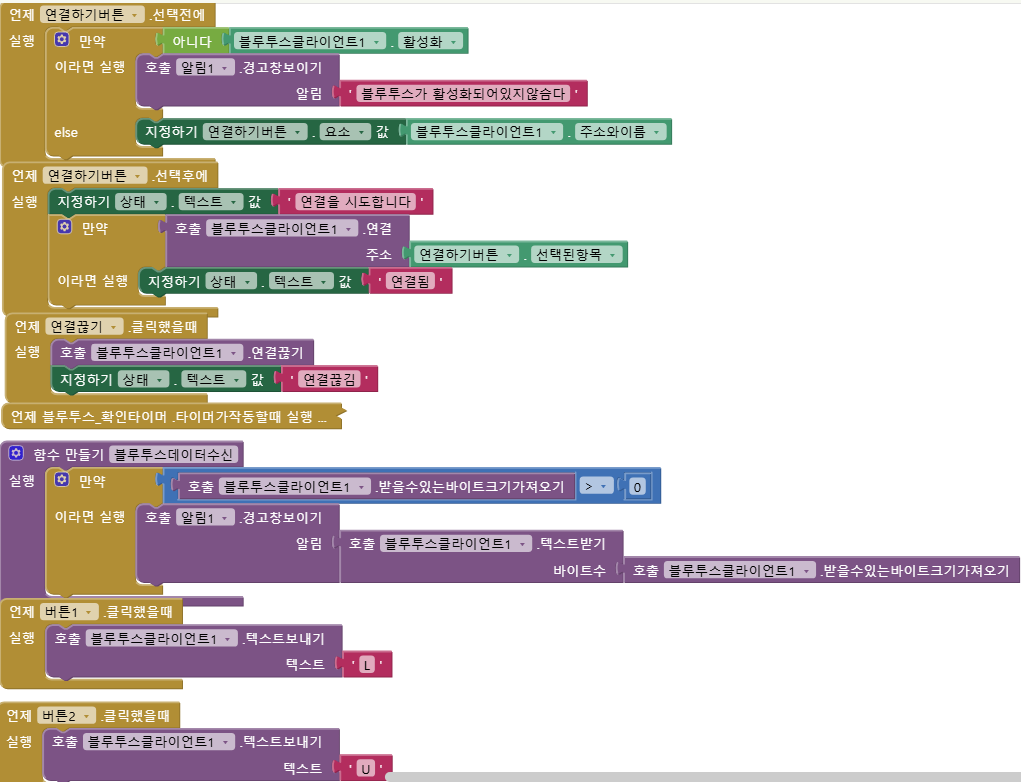 언제 연결하기버튼 .선택전에
실행 만약 아니다 블루투스클라이언트1 . 활성화
이라면 실행 호출 알림1 .경고창보이기
알림 " 블루투스가 활성화되어있지않습다 "
else 지정하기 연결하기버튼 . 요소 값 블루투스클라이언트1 . 주소와이름
언제 연결하기버튼 .선택후에
실행 지정하기 상태 . 텍스트 값 " 연결을 시도합니다 "
만약 호출 블루투스클라이언트1 .연결
주소 연결하기버튼 . 선택된항목
이라면 실행 지정하기 상태 . 텍스트 값 " 연결됨 "
언제 연결끊기 .클릭했을때
실행 호출 블루투스클라이언트1 .연결끊기
지정하기 상태 . 텍스트 값 " 연결끊김 "
언제 블루투스_확인타이머 .타이머가작동할때 실행 ...
함수 만들기 블루투스데이터수신
실행 만약 호출 블루투스클라이언트1 .받을수있는바이트크기가져오기 > 0
이라면 실행 호출 알림1 .경고창보이기
알림 호출 블루투스클라이언트1 .텍스트받기
바이트수 호출 블루투스클라이언트1 .받을수있는바이트크기가져오기
언제 버튼1 .클릭했을때
실행 호출 블루투스클라이언트1 .텍스트보내기
텍스트 " L "
언제 버튼2 .클릭했을때
실행 호출 블루투스클라이언트1 .텍스트보내기
텍스트 " U "